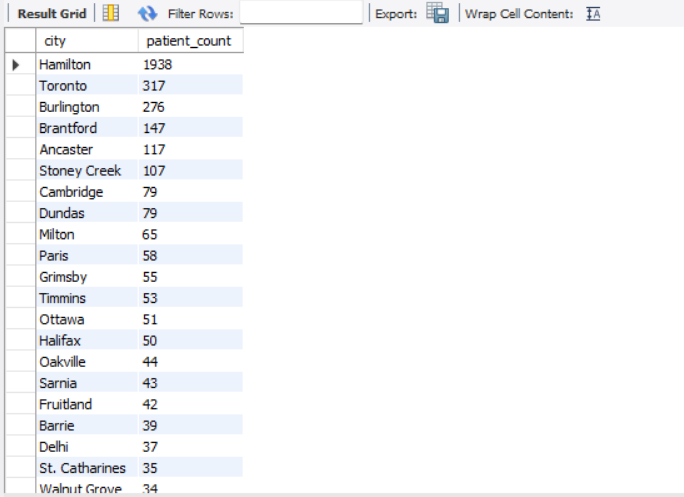 Result Grid Filter Rows: Export: Wrap Cell Content: IA
city patient_count
Hamilton 1938
Toronto 317
Burlington 276
Brantford 147
Ancaster 117
Stoney Creek 107
Cambridge 79
Dundas 79
Milton 65
Paris 58
Grimsby 55
Timmins 53
Ottawa 51
Halifax 50
Oakville 44
Sarnia 43
Fruitland 42
Barrie 39
Delhi 37
St. Catharines 35
Walnut Grove 34